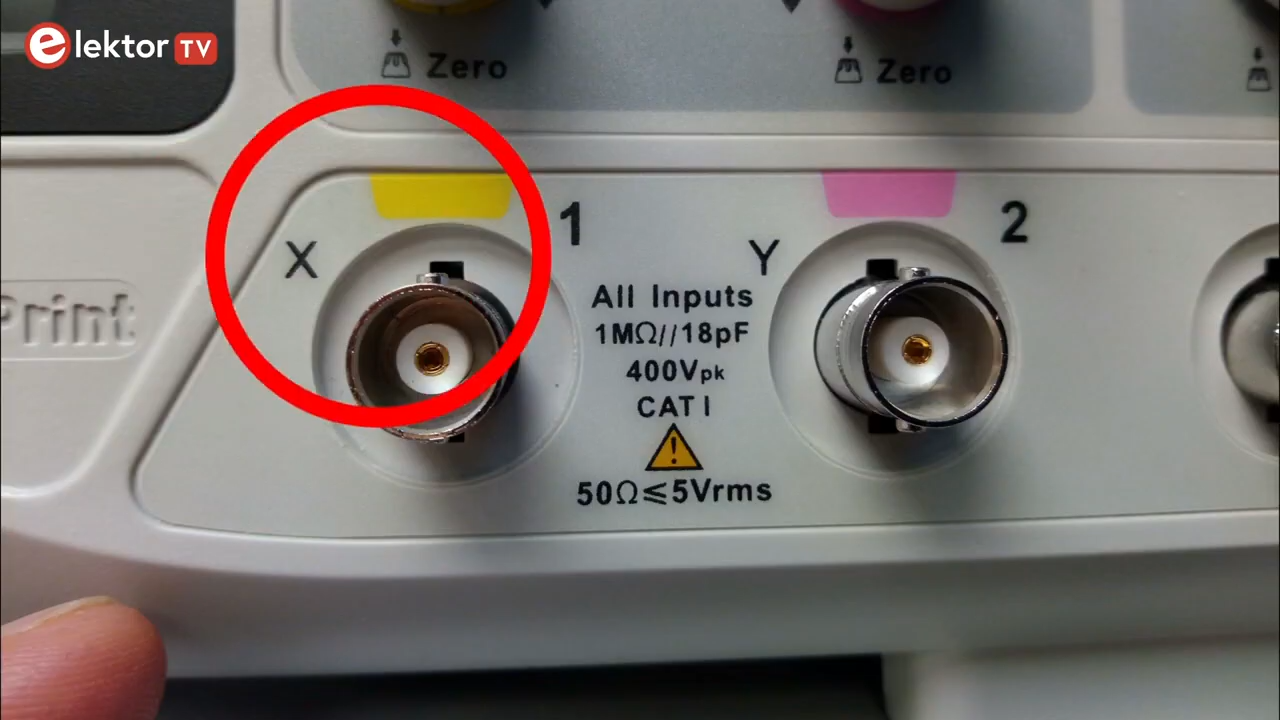 elektor TV
Zero
Zero
X
1
Y
2
All Inputs
1MΩ//18pF
400Vpk
CAT I
50Ω≤5Vrms
Print